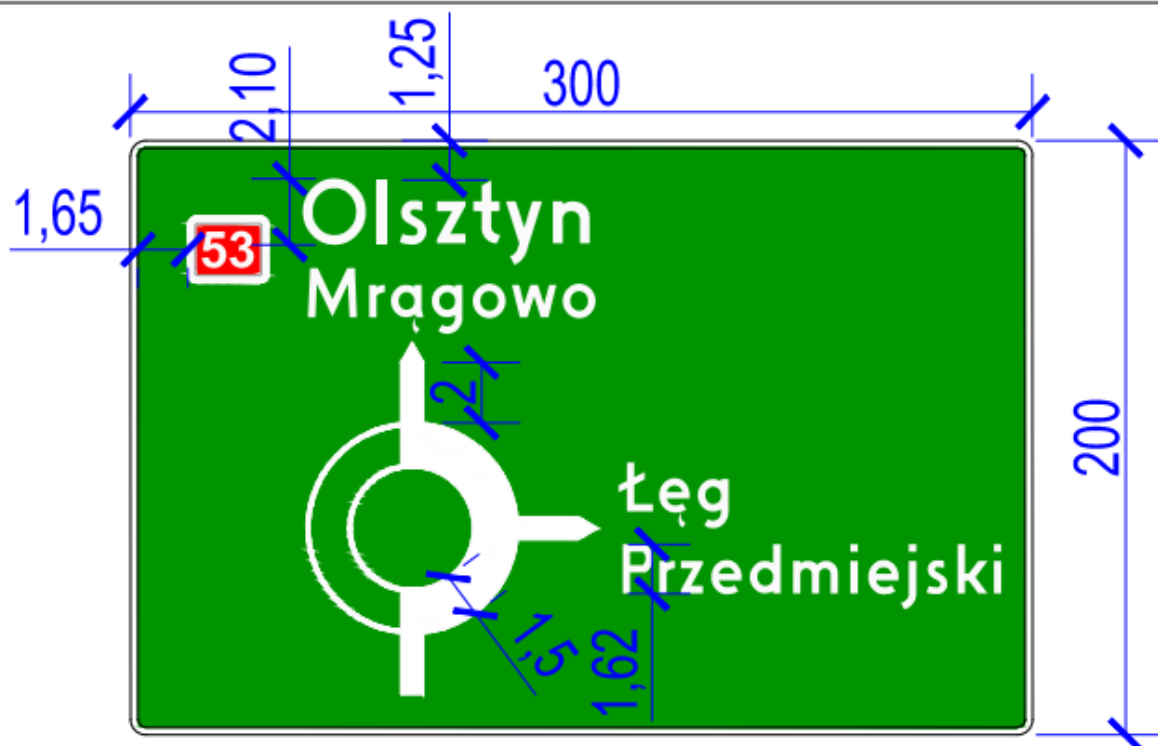 300
1,25
2,10
1,65
53
Olsztyn
Mrągowo
2
200
Łęg
Przedmiejski
1,5
1,62